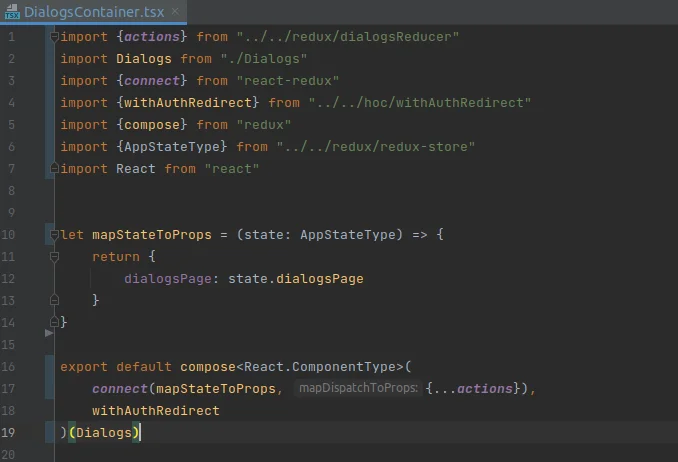 DialogsContainer.tsx ×
1 import {actions} from "../../redux/dialogsReducer"
2 import Dialogs from "./Dialogs"
3 import {connect} from "react-redux"
4 import {withAuthRedirect} from "../../hoc/withAuthRedirect"
5 import {compose} from "redux"
6 import {AppStateType} from "../../redux/redux-store"
7 import React from "react"
8
9
10 let mapStateToProps = (state: AppStateType) => {
11     return {
12         dialogsPage: state.dialogsPage
13     }
14 }
15
16 export default compose<React.ComponentType>(
17     connect(mapStateToProps, mapDispatchToProps: {...actions}),
18     withAuthRedirect
19 )(Dialogs)
20